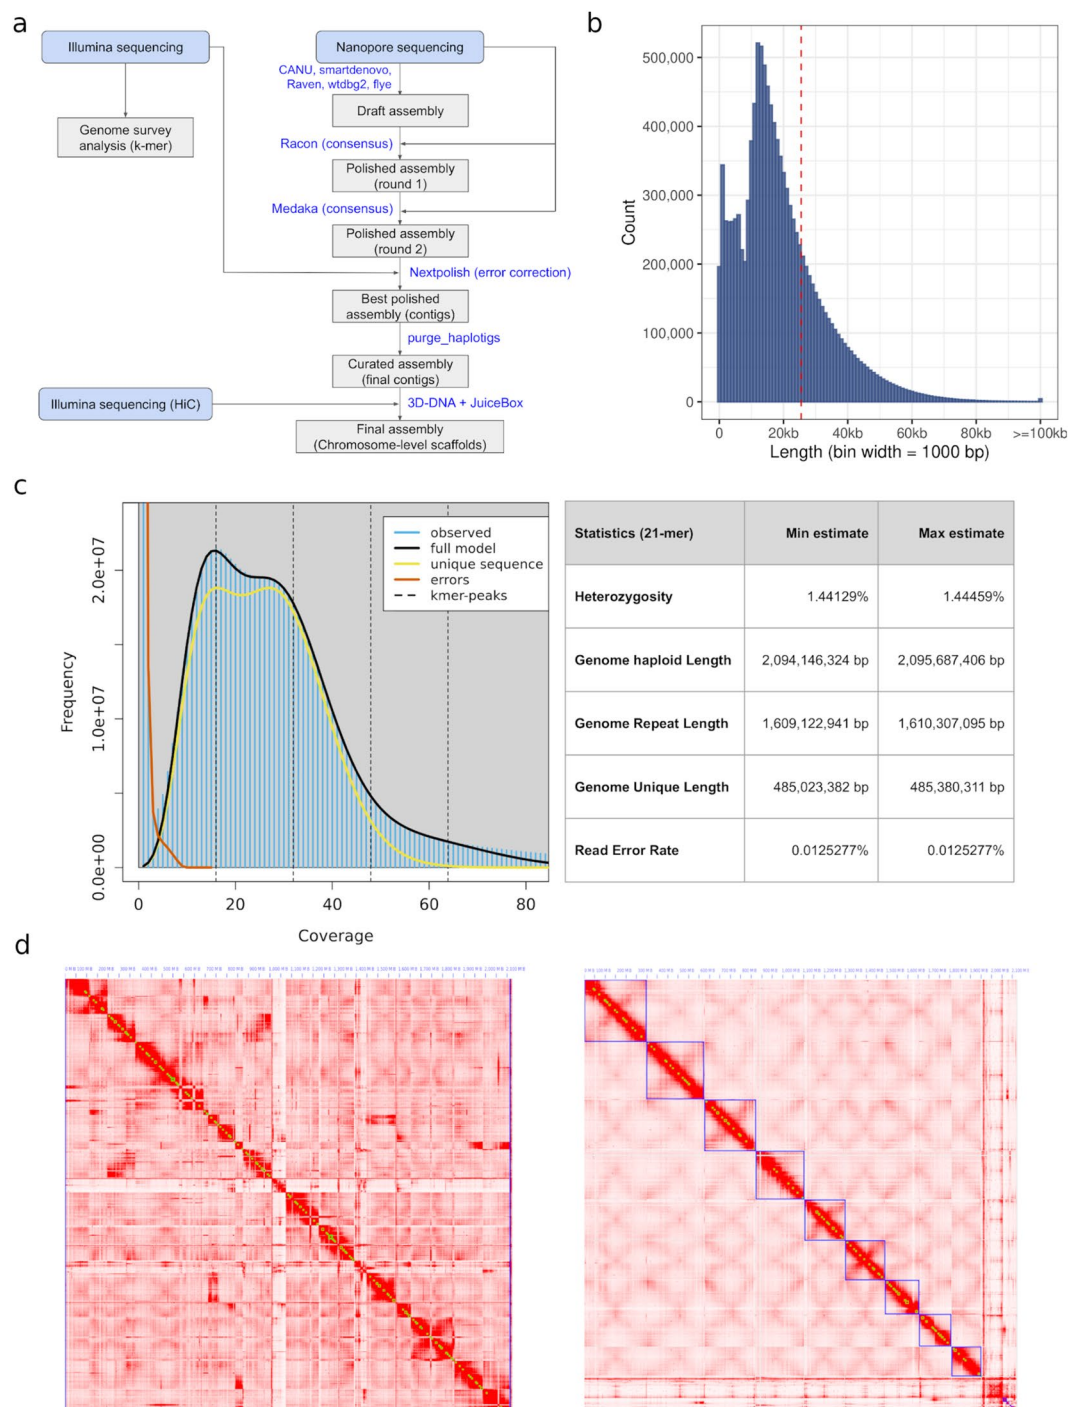 a
Illumina sequencing
Nanopore sequencing
CANU, smartdenovo,
Raven, wtdbg2, flye
Draft assembly
Genome survey
analysis (k-mer)
Racon (consensus)
Polished assembly
(round 1)
Medaka (consensus)
Polished assembly
(round 2)
Nextpolish (error correction)
Best polished
assembly (contigs)
purge_haplotigs
Curated assembly
(final contigs)
Illumina sequencing (HiC)
3D-DNA + JuiceBox
Final assembly
(Chromosome-level scaffolds)
b
500,000
400,000
300,000
200,000
100,000
0
Count
0 20kb 40kb 60kb 80kb >=100kb
Length (bin width = 1000 bp)
c
observed
full model
unique sequence
errors
kmer-peaks
Frequency
2.0e+07
1.0e+07
0.0e+00
0 20 40 60 80
Coverage
Statistics (21-mer) Min estimate Max estimate
Heterozygosity 1.44129% 1.44459%
Genome haploid Length 2,094,146,324 bp 2,095,687,406 bp
Genome Repeat Length 1,609,122,941 bp 1,610,307,095 bp
Genome Unique Length 485,023,382 bp 485,380,311 bp
Read Error Rate 0.0125277% 0.0125277%
d